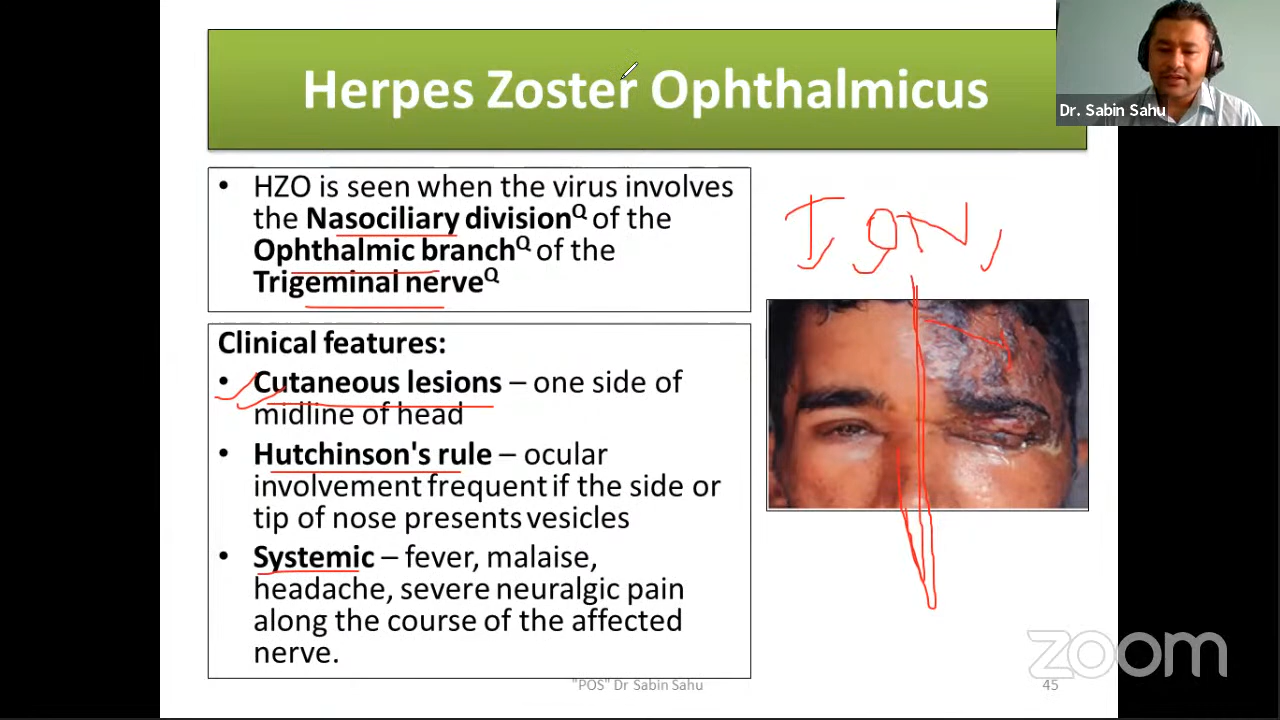 Herpes Zoster Ophthalmicus
Dr. Sabin Sahu
• HZO is seen when the virus involves
the Nasociliary divisionQ of the
Ophthalmic branchQ of the
Trigeminal nerveQ
Clinical features:
• Cutaneous lesions – one side of
midline of head
• Hutchinson's rule – ocular
involvement frequent if the side or
tip of nose presents vesicles
• Systemic – fever, malaise,
headache, severe neuralgic pain
along the course of the affected
nerve.
"POS" Dr Sabin Sahu
45
zoom